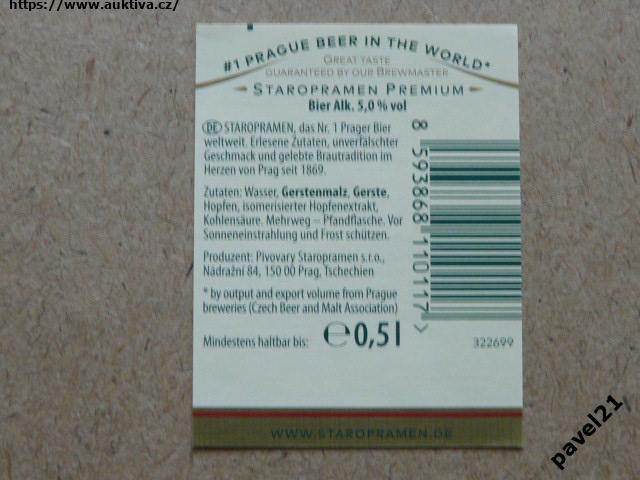 https://www.auktiva.cz/
#1 PRAGUE BEER IN THE WORLD*
GREAT TASTE
GUARANTEED BY OUR BREWMASTER
STAROPRAMEN PREMIUM
Bier Alk. 5,0 % vol
DE STAROPRAMEN, das Nr. 1 Prager Bier
weltweit. Erlesene Zutaten, unverfälschter
Geschmack und gelebte Brautradition im
Herzen von Prag seit 1869.
Zutaten: Wasser, Gerstenmalz, Gerste,
Hopfen, isomerisierter Hopfenextrakt,
Kohlensäure. Mehrweg – Pfandflasche. Vor
Sonneneinstrahlung und Frost schützen.
Produzent: Pivovary Staropramen s.r.o.,
Nádražní 84, 150 00 Prag, Tschechien
* by output and export volume from Prague
breweries (Czech Beer and Malt Association)
Mindestens haltbar bis: ℮ 0,5 l
8 593868 110117 >
322699
WWW.STAROPRAMEN.DE
pavel21